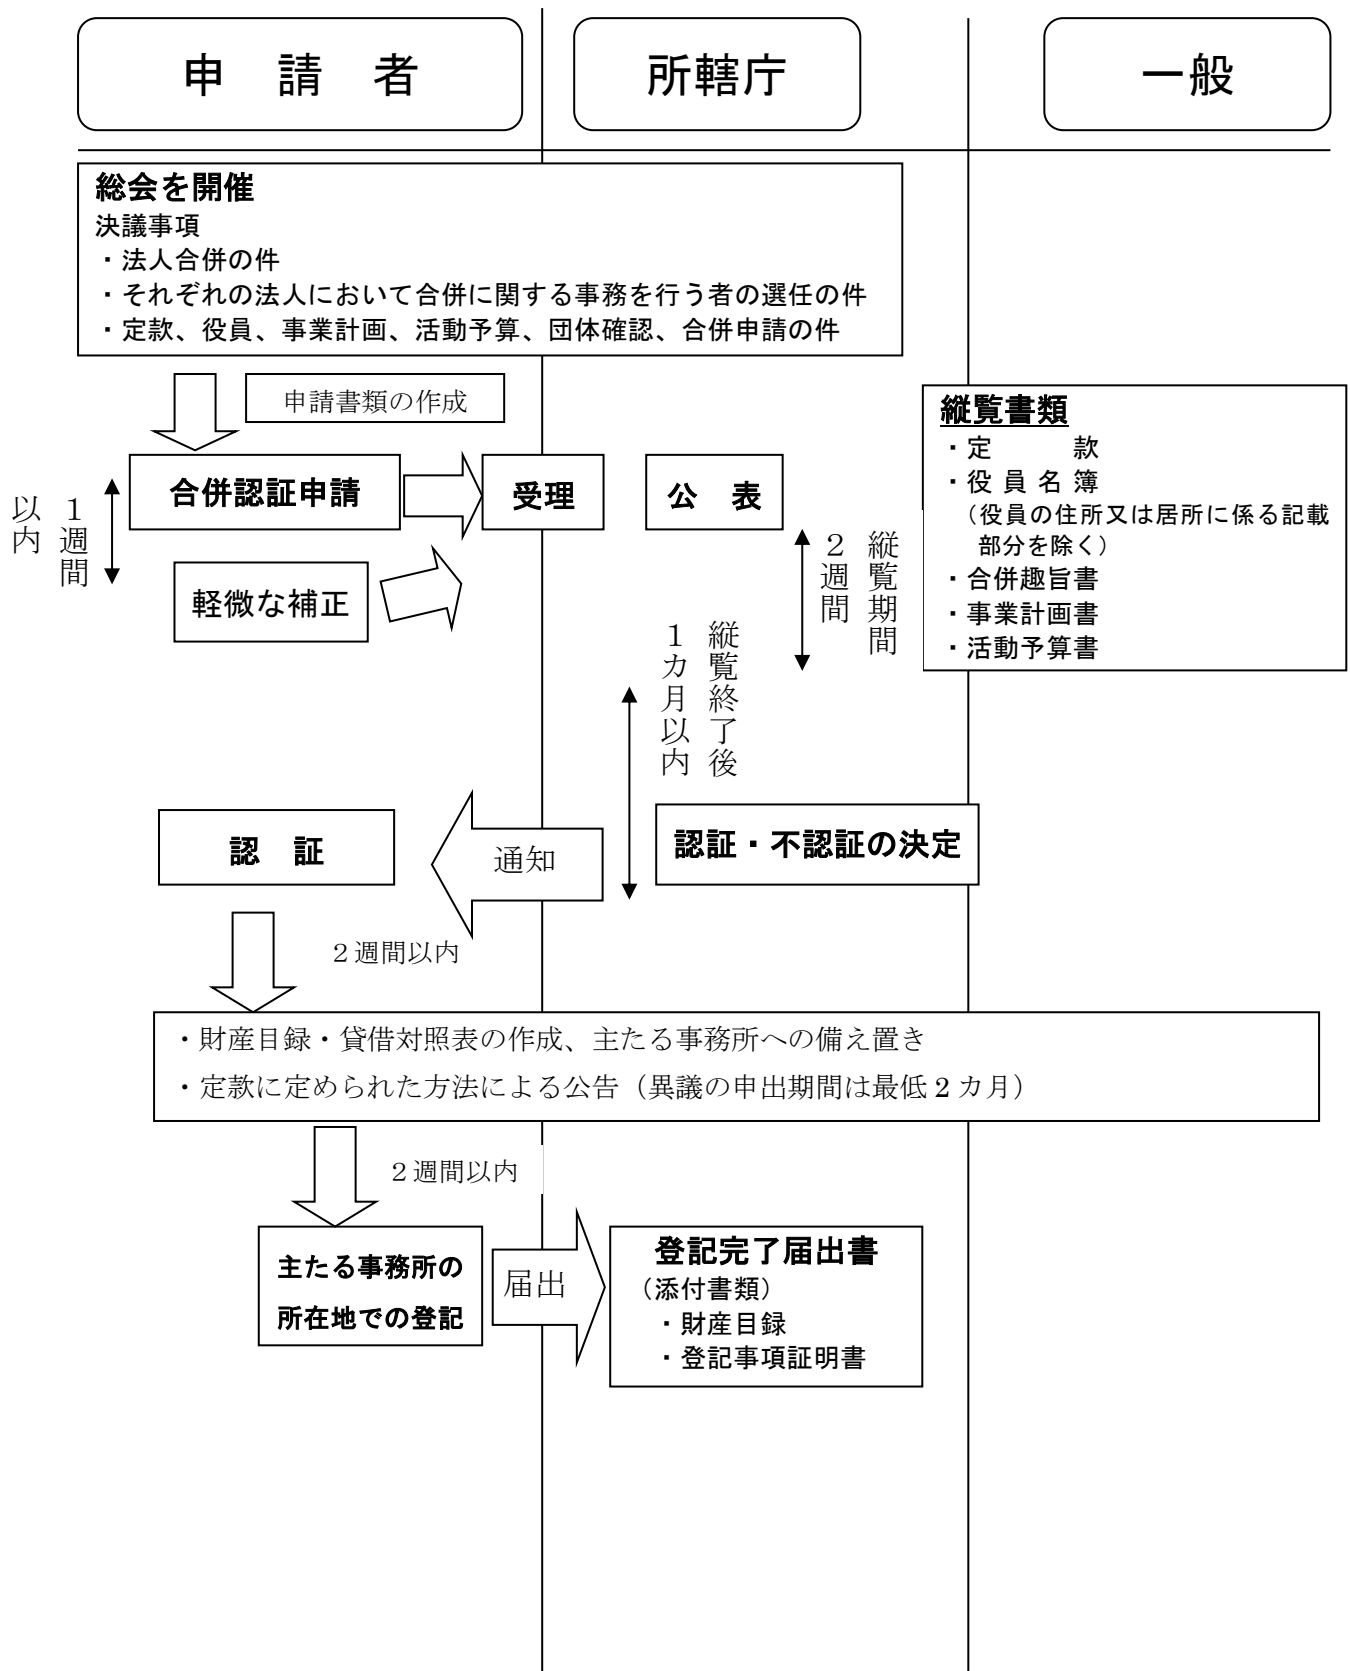 申　請　者
所轄庁
一般
総会を開催
決議事項
・法人合併の件
・それぞれの法人において合併に関する事務を行う者の選任の件
・定款、役員、事業計画、活動予算、団体確認、合併申請の件
申請書類の作成
縦覧書類
・定　　　款
・役 員 名 簿
（役員の住所又は居所に係る記載
部分を除く）
・合併趣旨書
・事業計画書
・活動予算書
合併認証申請
受理
公　表
１週間
以内
軽微な補正
縦覧期間
２週間
縦覧終了後
１カ月以内
認　証
通知
認証・不認証の決定
２週間以内
・財産目録・貸借対照表の作成、主たる事務所への備え置き
・定款に定められた方法による公告（異議の申出期間は最低 2 カ月）
２週間以内
主たる事務所の
所在地での登記
届出
登記完了届出書
（添付書類）
・財産目録
・登記事項証明書